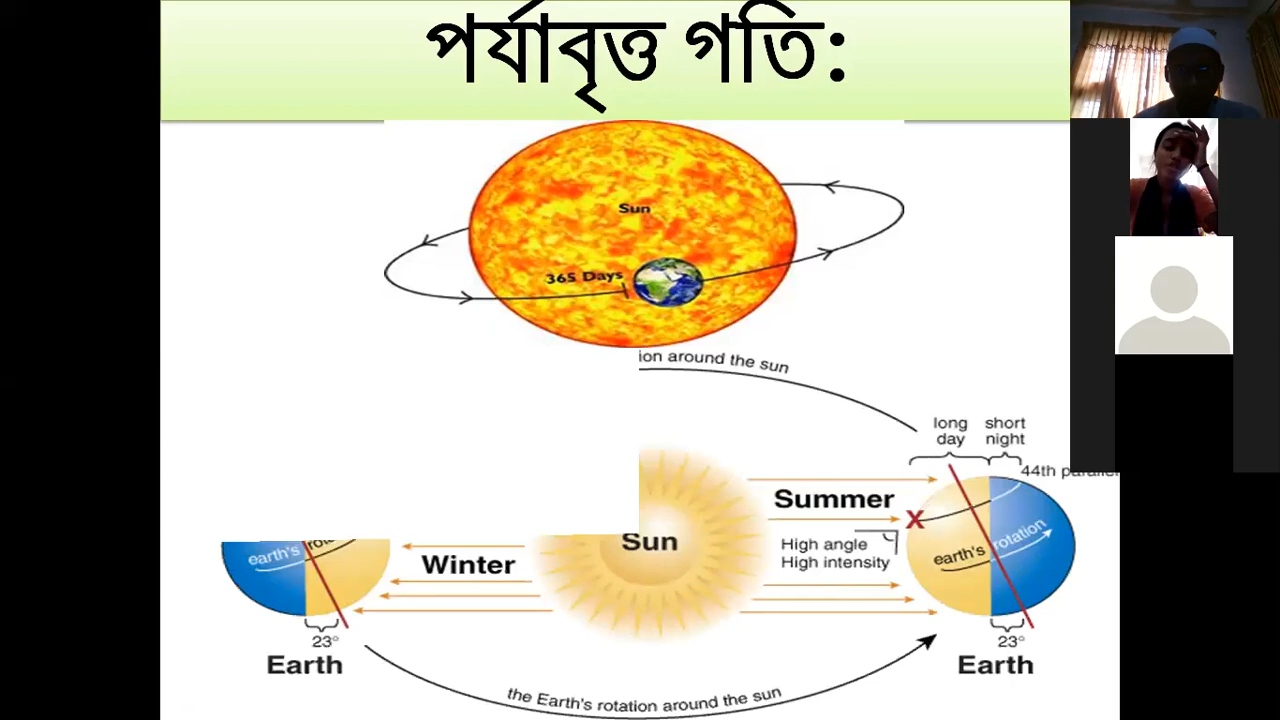 পর্যাবৃত্ত গতি:
Sun
365 Days
ion around the sun
long day
short night
44th
Summer
X
High angle
High intensity
earth's rotation
earth's
Winter
Sun
23°
Earth
23°
Earth
the Earth's rotation around the sun